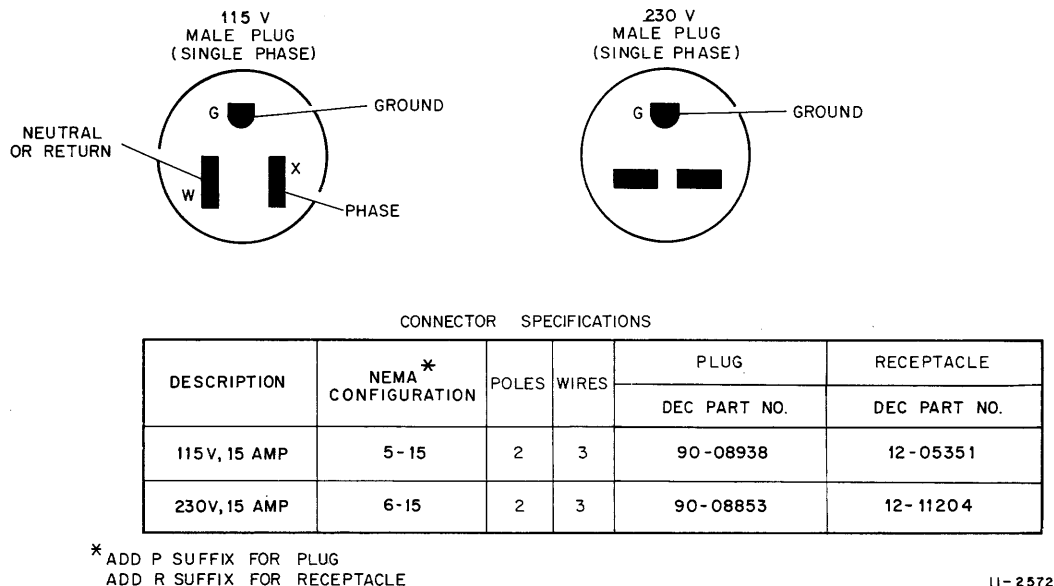 115 V
MALE PLUG
(SINGLE PHASE)
G
GROUND
NEUTRAL
OR RETURN
X
W
PHASE
230 V
MALE PLUG
(SINGLE PHASE)
G
GROUND
CONNECTOR SPECIFICATIONS
DESCRIPTION
NEMA*
CONFIGURATION
POLES
WIRES
PLUG
RECEPTACLE
DEC PART NO.
DEC PART NO.
115V, 15 AMP 5-15 2 3 90-08938 12-05351
230V, 15 AMP 6-15 2 3 90-08853 12-11204
* ADD P SUFFIX FOR PLUG
ADD R SUFFIX FOR RECEPTACLE
11-2572